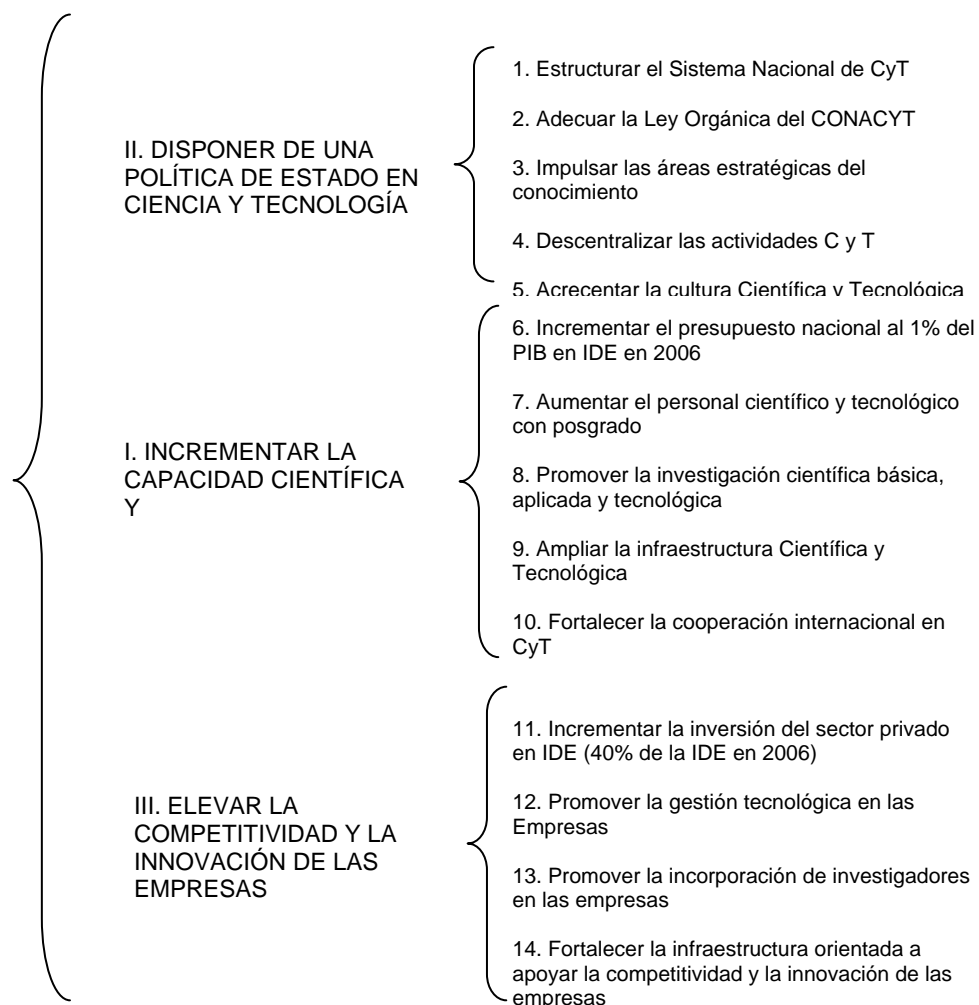 II. DISPONER DE UNA
POLÍTICA DE ESTADO EN
CIENCIA Y TECNOLOGÍA
1. Estructurar el Sistema Nacional de CyT
2. Adecuar la Ley Orgánica del CONACYT
3. Impulsar las áreas estratégicas del
conocimiento
4. Descentralizar las actividades C y T
5. Acrecentar la cultura Científica y Tecnológica
I. INCREMENTAR LA
CAPACIDAD CIENTÍFICA
Y
6. Incrementar el presupuesto nacional al 1% del
PIB en IDE en 2006
7. Aumentar el personal científico y tecnológico
con posgrado
8. Promover la investigación científica básica,
aplicada y tecnológica
9. Ampliar la infraestructura Científica y
Tecnológica
10. Fortalecer la cooperación internacional en
CyT
III. ELEVAR LA
COMPETITIVIDAD Y LA
INNOVACIÓN DE LAS
EMPRESAS
11. Incrementar la inversión del sector privado
en IDE (40% de la IDE en 2006)
12. Promover la gestión tecnológica en las
Empresas
13. Promover la incorporación de investigadores
en las empresas
14. Fortalecer la infraestructura orientada a
apoyar la competitividad y la innovación de las
empresas